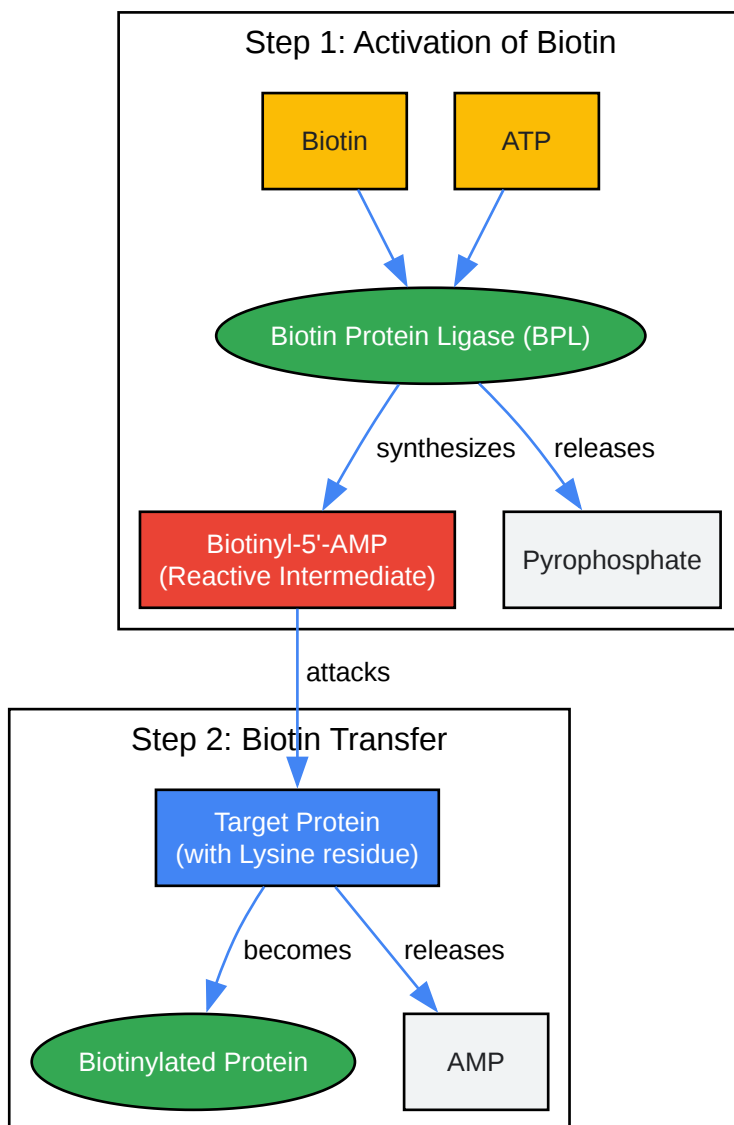 Step 1: Activation of Biotin
Biotin
ATP
Biotin Protein Ligase (BPL)
synthesizes
releases
Biotinyl-5'-AMP
(Reactive Intermediate)
Pyrophosphate
attacks
Step 2: Biotin Transfer
Target Protein
(with Lysine residue)
becomes
releases
Biotinylated Protein
AMP